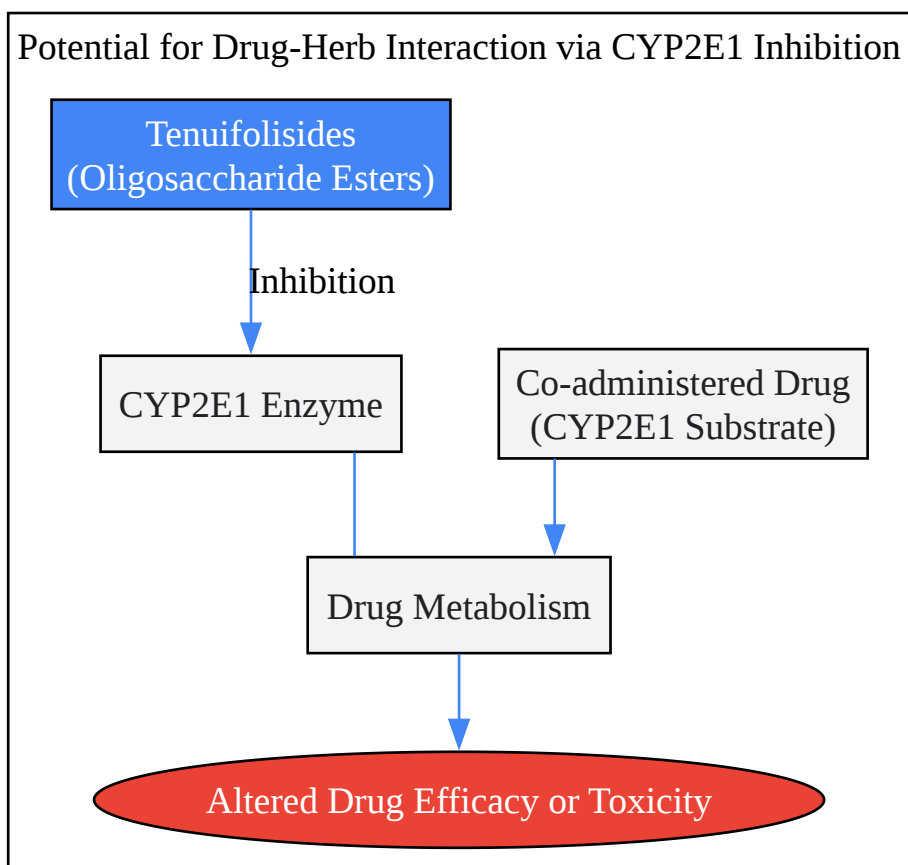 Potential for Drug-Herb Interaction via CYP2E1 Inhibition
Tenuifolisides
(Oligosaccharide Esters)
Inhibition
CYP2E1 Enzyme
Co-administered Drug
(CYP2E1 Substrate)
Drug Metabolism
Altered Drug Efficacy or Toxicity